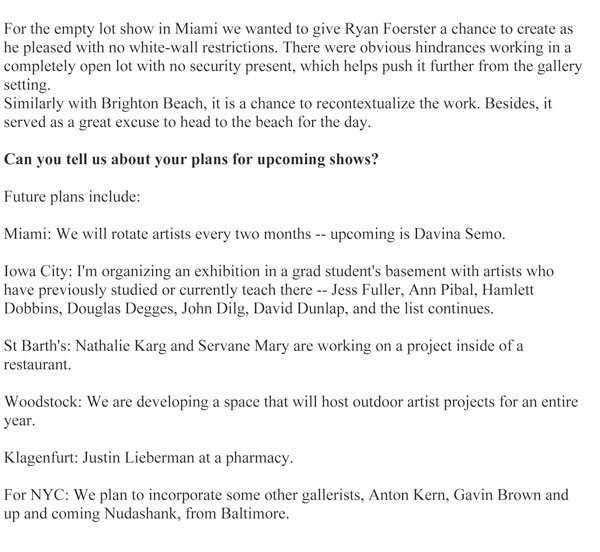 For the empty lot show in Miami we wanted to give Ryan Foerster a chance to create as
he pleased with no white-wall restrictions. There were obvious hindrances working in a
completely open lot with no security present, which helps push it further from the gallery
setting.
Similarly with Brighton Beach, it is a chance to recontextualize the work. Besides, it
served as a great excuse to head to the beach for the day.
Can you tell us about your plans for upcoming shows?
Future plans include:
Miami: We will rotate artists every two months -- upcoming is Davina Semo.
Iowa City: I'm organizing an exhibition in a grad student's basement with artists who
have previously studied or currently teach there -- Jess Fuller, Ann Pibal, Hamlett
Dobbins, Douglas Degges, John Dilg, David Dunlap, and the list continues.
St Barth's: Nathalie Karg and Servane Mary are working on a project inside of a
restaurant.
Woodstock: We are developing a space that will host outdoor artist projects for an entire
year.
Klagenfurt: Justin Lieberman at a pharmacy.
For NYC: We plan to incorporate some other gallerists, Anton Kern, Gavin Brown and
up and coming Nudashank, from Baltimore.